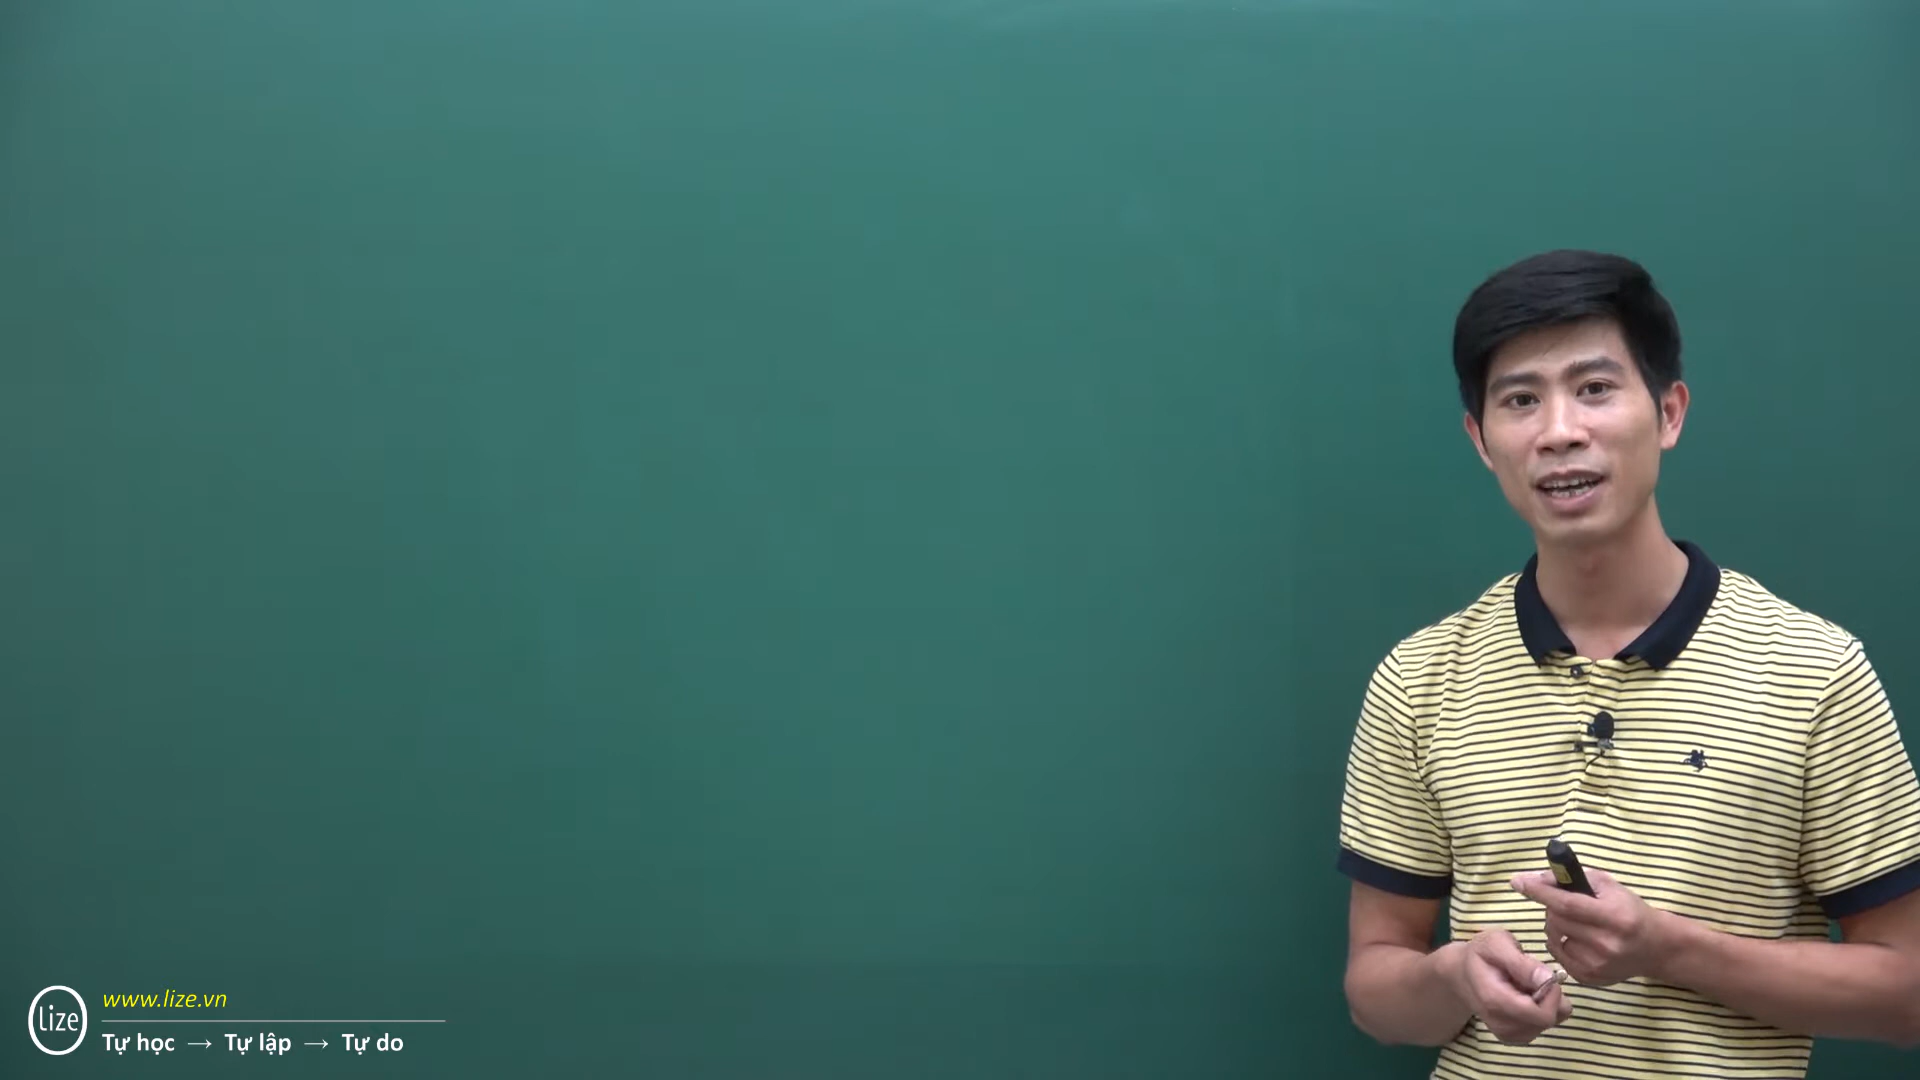 www.lize.vn
lize
Tự học → Tự lập → Tự do